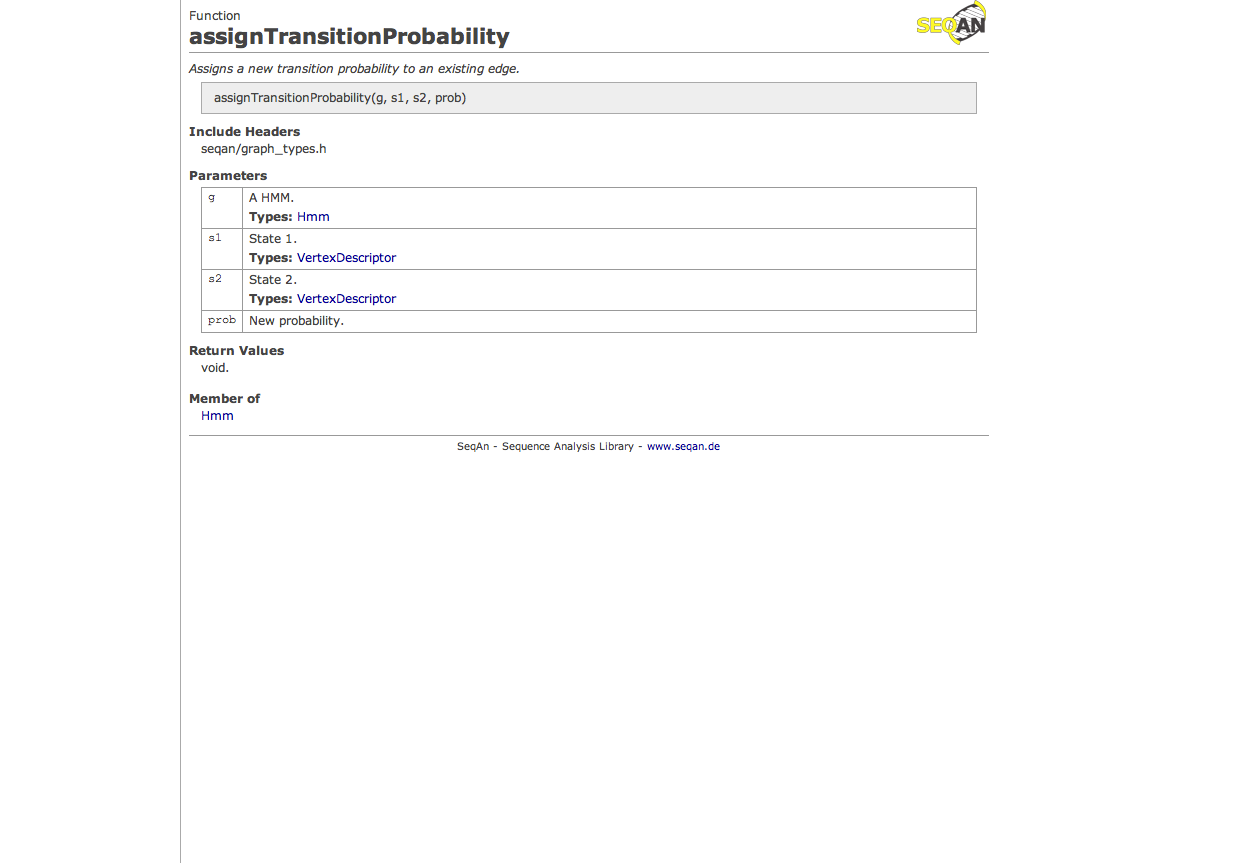 Function
SEQAN
assignTransitionProbability
Assigns a new transition probability to an existing edge.
assignTransitionProbability(g, s1, s2, prob)
Include Headers
seqan/graph_types.h
Parameters
g A HMM.
Types: Hmm
s1 State 1.
Types: VertexDescriptor
s2 State 2.
Types: VertexDescriptor
prob New probability.
Return Values
void.
Member of
Hmm
SeqAn - Sequence Analysis Library - www.seqan.de